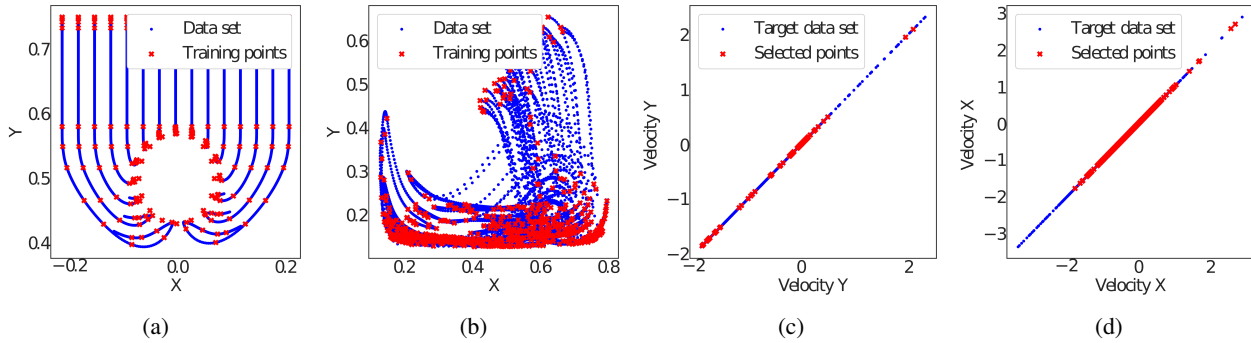 Data set
Training points
Y
0.7
0.6
0.5
0.4
−0.2
0.0
0.2
X
(a)
Data set
Training points
Y
0.6
0.5
0.4
0.3
0.2
0.2
0.4
0.6
0.8
X
(b)
Target data set
Selected points
Velocity Y
2
1
0
−1
−2
0
2
Velocity Y
(c)
Target data set
Selected points
Velocity X
3
2
1
0
−1
−2
−3
−2
0
2
Velocity X
(d)